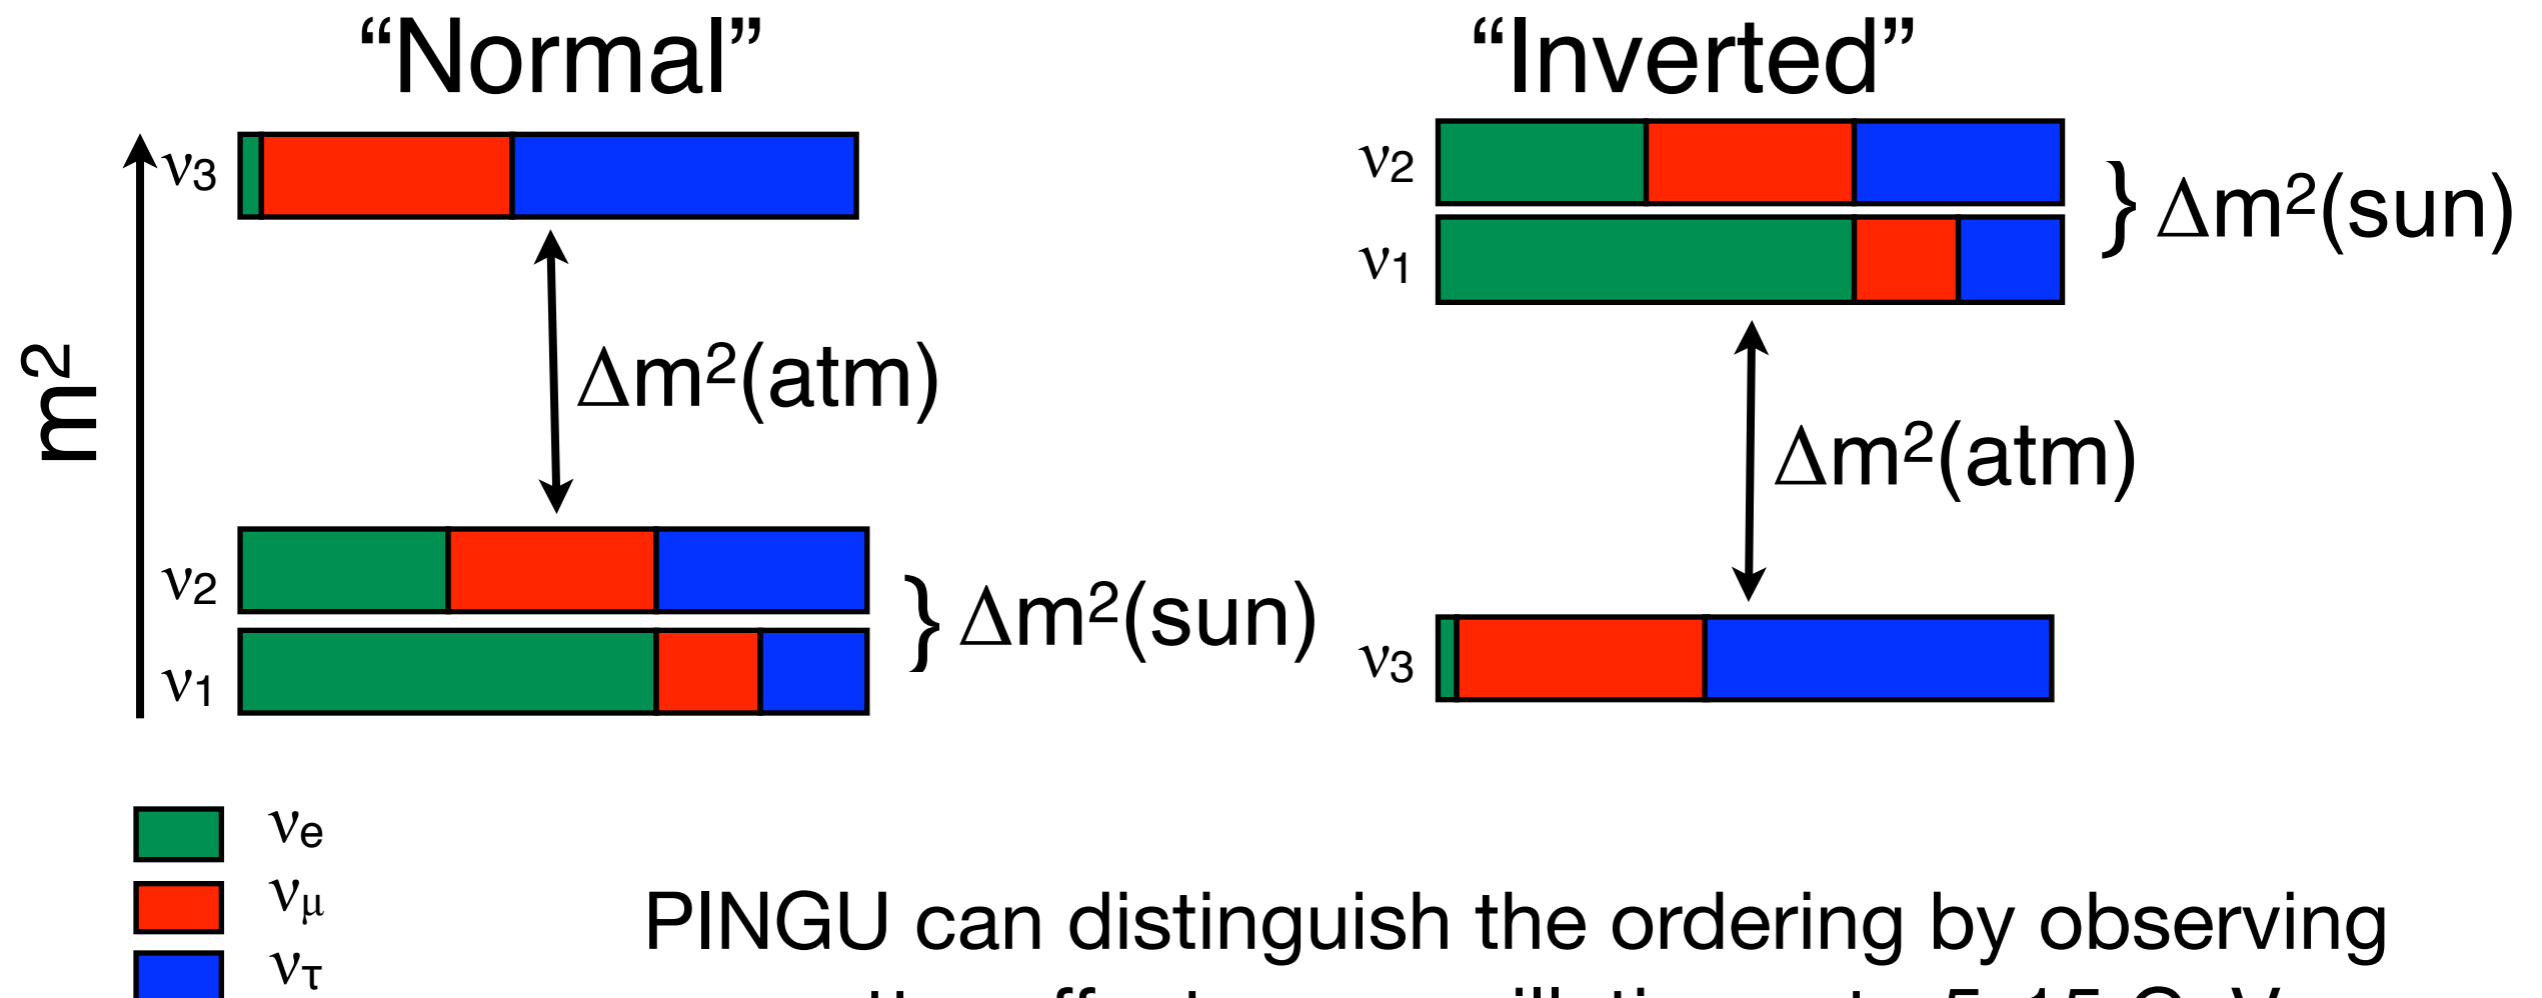 “Normal”
ν3
Δm²(atm)
m²
ν2
ν1
} Δm²(sun)
“Inverted”
ν2
ν1
} Δm²(sun)
Δm²(atm)
ν3
νe
νμ
ντ
PINGU can distinguish the ordering by observing